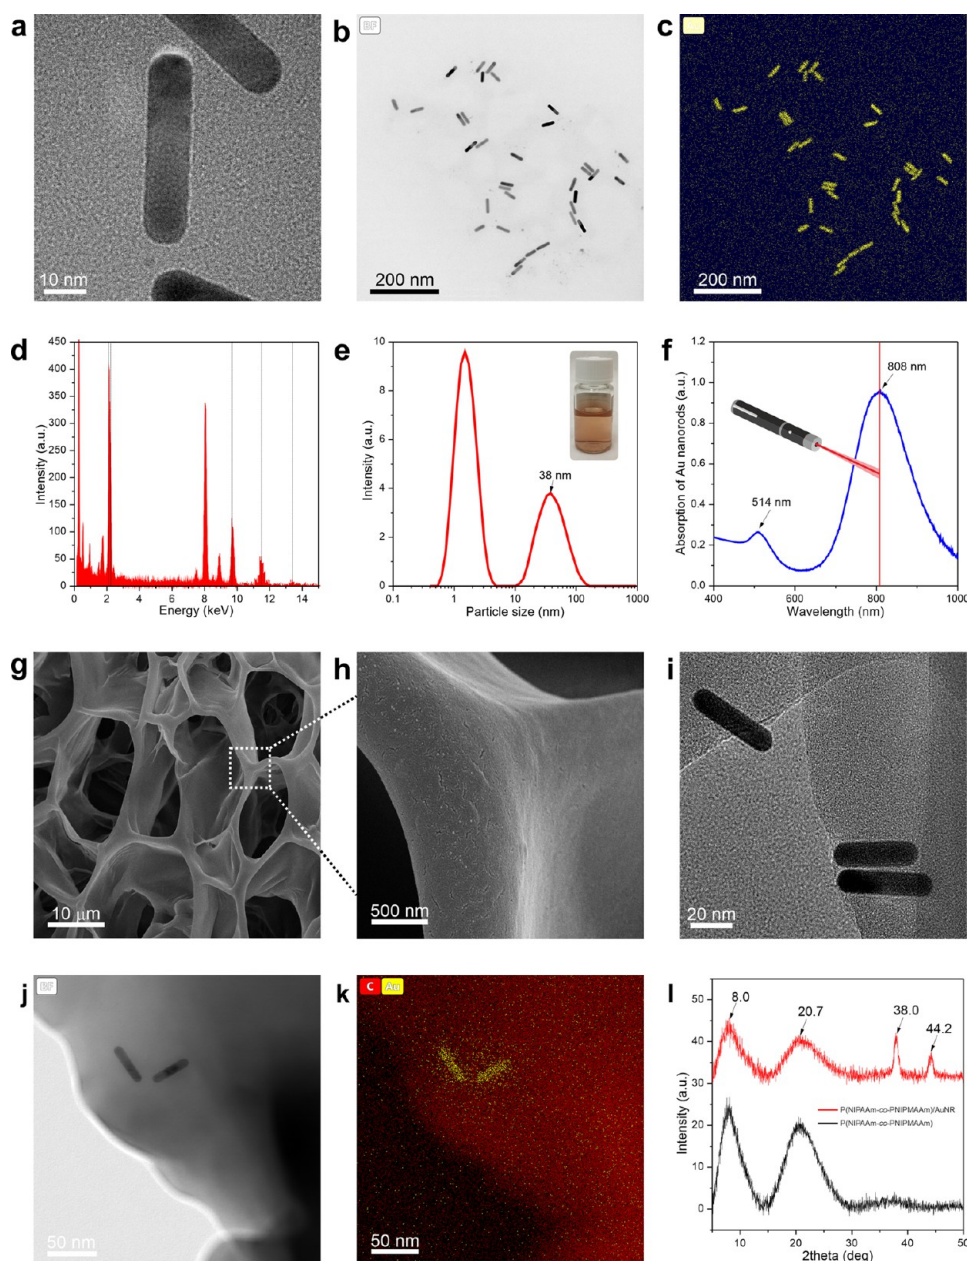 a
10 nm
b
BF
200 nm
c
200 nm
d
450
400
350
300
250
200
150
100
50
0
Intensity (a.u.)
0 2 4 6 8 10 12 14
Energy (keV)
e
10
8
6
4
2
0
Intensity (a.u.)
38 nm
0.1 1 10 100 1000
Particle size (nm)
f
1.2
1.0
0.8
0.6
0.4
0.2
0.0
Absorption of Au nanorods (a.u.)
514 nm
808 nm
400 600 800 1000
Wavelength (nm)
g
10 μm
h
500 nm
i
20 nm
j
BF
50 nm
k
C Au
50 nm
l
50
40
30
20
10
0
Intensity (a.u.)
8.0
20.7
38.0
44.2
P(NIPAAm-co-PNIPMAAm)/AuNR
P(NIPAAm-co-PNIPMAAm)
10 20 30 40 50
2theta (deg)